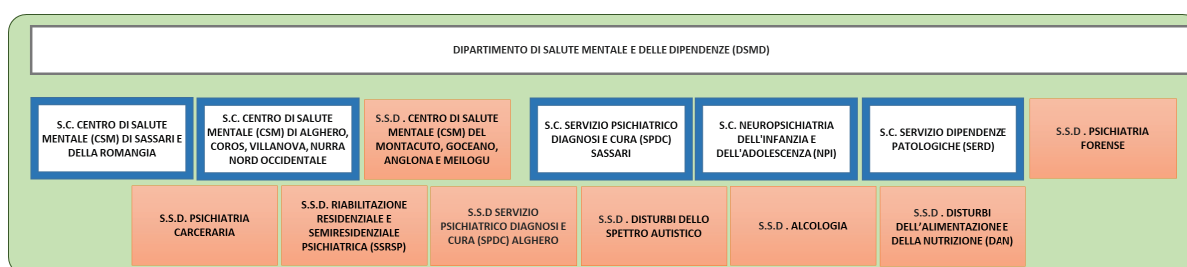 DIPARTIMENTO DI SALUTE MENTALE E DELLE DIPENDENZE (DSMD)
S.C. CENTRO DI SALUTE
MENTALE (CSM) DI SASSARI E
DELLA ROMANGIA
S.C. CENTRO DI SALUTE
MENTALE (CSM) DI ALGHERO,
COROS, VILLANOVA, NURRA
NORD OCCIDENTALE
S.S.D . CENTRO DI SALUTE
MENTALE (CSM) DEL
MONTACUTO, GOCEANO,
ANGLONA E MEILOGU
S.C. SERVIZIO PSICHIATRICO
DIAGNOSI E CURA (SPDC)
SASSARI
S.C. NEUROPSICHIATRIA
DELL'INFANZIA E
DELL'ADOLESCENZA (NPI)
S.C. SERVIZIO DIPENDENZE
PATOLOGICHE (SERD)
S.S.D . PSICHIATRIA
FORENSE
S.S.D. PSICHIATRIA
CARCERARIA
S.S.D. RIABILITAZIONE
RESIDENZIALE E
SEMIRESIDENZIALE
PSICHIATRICA (SSRSP)
S.S.D SERVIZIO
PSICHIATRICO DIAGNOSI E
CURA (SPDC) ALGHERO
S.S.D . DISTURBI DELLO
SPETTRO AUTISTICO
S.S.D . ALCOLOGIA
S.S.D . DISTURBI
DELL'ALIMENTAZIONE E
DELLA NUTRIZIONE (DAN)